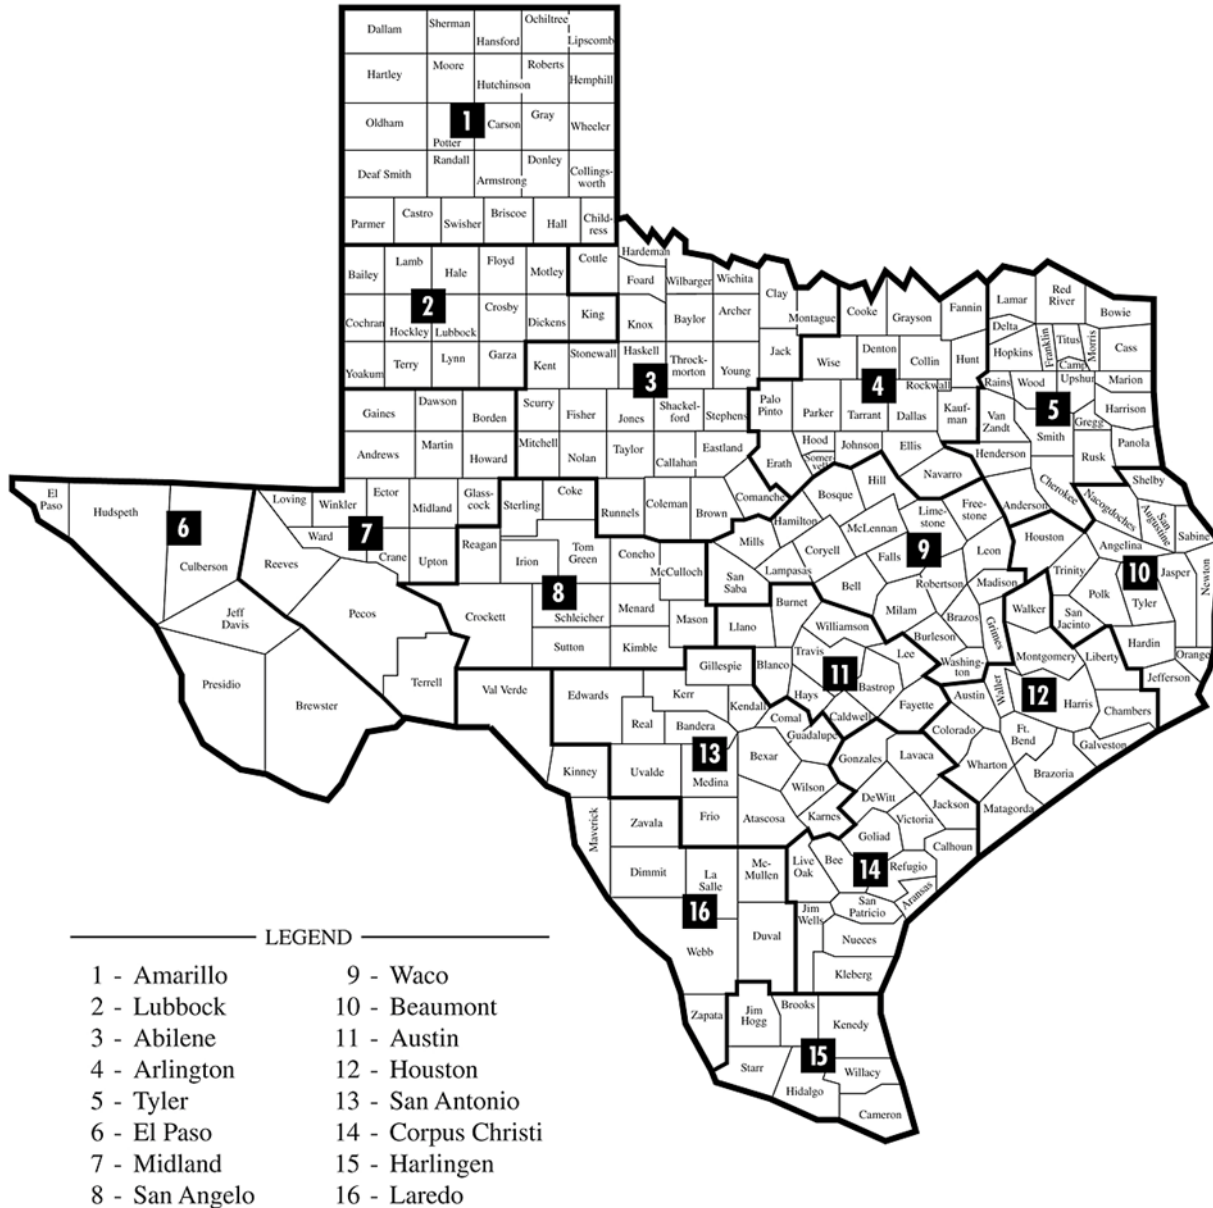 Dallam
Sherman
Hansford
Ochiltree
Lipscomb
Hartley
Moore
Hutchinson
Roberts
Hemphill
Oldham
Potter
1
Carson
Gray
Wheeler
Deaf Smith
Randall
Armstrong
Donley
Collings-
worth
Parmer
Castro
Swisher
Briscoe
Hall
Child-
ress
Bailey
Lamb
Hale
Floyd
Motley
Cottle
Hardeman
Foard
Wilbarger
Wichita
Clay
Montague
Cooke
Grayson
Fannin
Lamar
Red
River
Bowie
2
Cochran
Hockley
Lubbock
Crosby
Dickens
King
Knox
Baylor
Archer
Delta
Hopkins
Franklin
Titus
Camp
Morris
Cass
Yoakum
Terry
Lynn
Garza
Kent
Stonewall
Haskell
3
Throck-
morton
Young
Jack
Wise
Denton
4
Collin
Rockwall
Hunt
Rains
Wood
Upshur
Marion
Gaines
Dawson
Borden
Scurry
Fisher
Jones
Shackel-
ford
Stephens
Palo
Pinto
Parker
Tarrant
Dallas
Kauf-
man
Van
Zandt
5
Smith
Gregg
Harrison
Andrews
Martin
Howard
Mitchell
Nolan
Taylor
Callahan
Eastland
Erath
Hood
Somer-
vell
Johnson
Ellis
Navarro
Henderson
Rusk
Panola
El
Paso
Hudspeth
6
Culberson
Loving
Winkler
Ector
Midland
Glass-
cock
Sterling
Coke
Runnels
Coleman
Brown
Comanche
Bosque
Hill
Lime-
stone
Free-
stone
Anderson
Cherokee
Nacogdoches
Shelby
San
Augustine
Sabine
Reeves
Ward
7
Crane
Upton
Reagan
Irion
Tom
Green
Concho
McCulloch
San
Saba
Mills
Hamilton
Lampasas
Coryell
McLennan
Falls
9
Leon
Houston
Angelina
Trinity
Polk
10
Tyler
Jasper
Newton
Jeff
Davis
Pecos
Crockett
8
Schleicher
Menard
Mason
Llano
Burnet
Bell
Milam
Robertson
Brazos
Madison
Grimes
Walker
San
Jacinto
Hardin
Orange
Presidio
Brewster
Terrell
Val Verde
Sutton
Kimble
Gillespie
Blanco
Travis
Williamson
Lee
Burleson
Washing-
ton
Montgomery
Liberty
Jefferson
Edwards
Real
Kerr
Bandera
Kendall
Hays
11
Bastrop
Caldwell
Fayette
Austin
Waller
12
Harris
Chambers
Kinney
Uvalde
13
Medina
Comal
Guadalupe
Bexar
Wilson
Gonzales
Lavaca
Colorado
Ft.
Bend
Wharton
Galveston
Brazoria
Maverick
Zavala
Frio
Atascosa
Karnes
DeWitt
Victoria
Jackson
Matagorda
Goliad
Calhoun
Dimmit
La
Salle
Mc-
Mullen
Live
Oak
Bee
14
Refugio
Aransas
16
Webb
Duval
Jim
Wells
San
Patricio
Nueces
Kleberg
Zapata
Jim
Hogg
Brooks
Kenedy
Starr
15
Hidalgo
Willacy
Cameron
LEGEND
1 - Amarillo
2 - Lubbock
3 - Abilene
4 - Arlington
5 - Tyler
6 - El Paso
7 - Midland
8 - San Angelo
9 - Waco
10 - Beaumont
11 - Austin
12 - Houston
13 - San Antonio
14 - Corpus Christi
15 - Harlingen
16 - Laredo